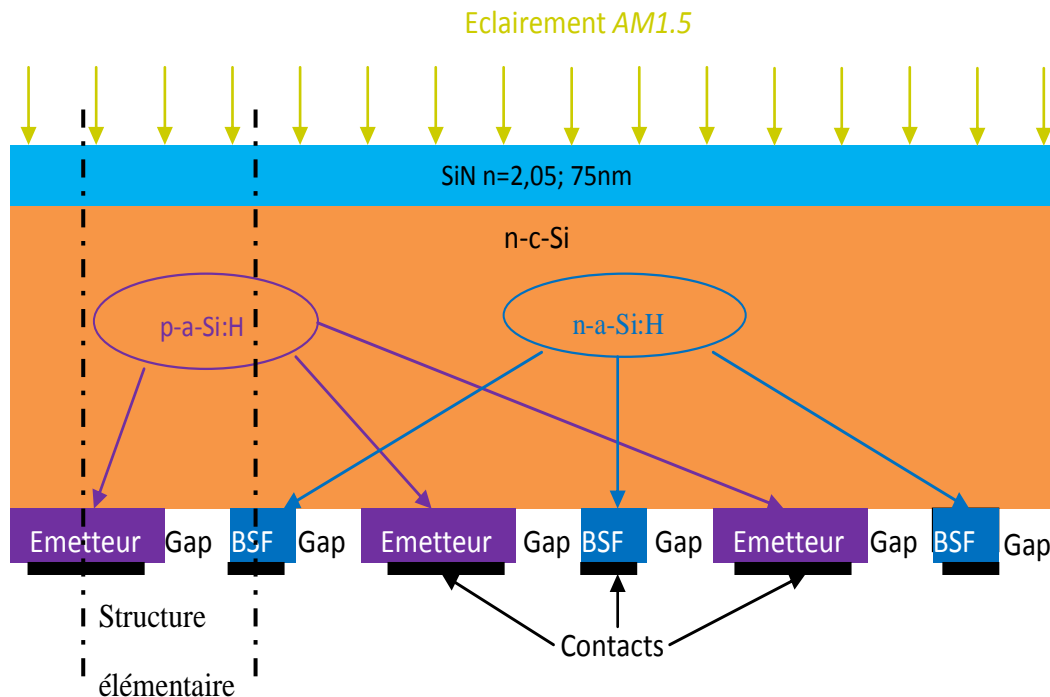 Eclairement AM1.5
SiN n=2,05; 75nm
n-c-Si
p-a-Si:H
n-a-Si:H
Emetteur Gap BSF Gap Emetteur Gap BSF Gap Emetteur Gap BSF Gap
Structure
élémentaire
Contacts